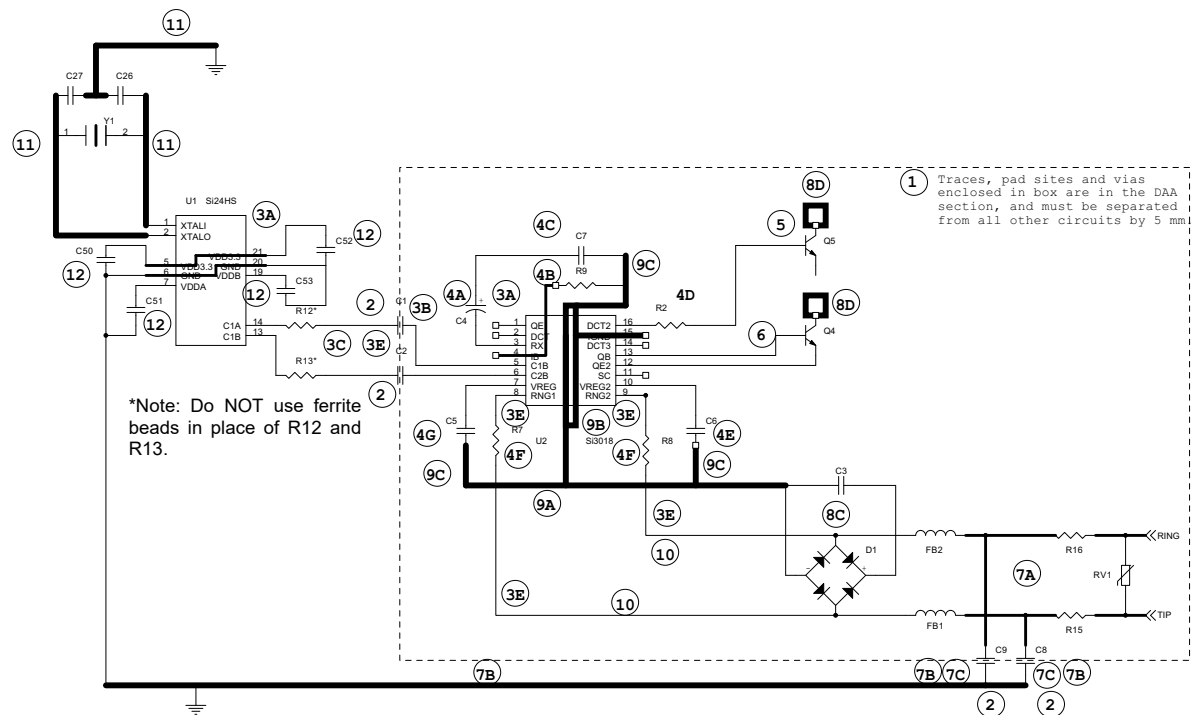 11
C27
C26
Y1
1
2
11
11
U1 Si24HS
3A
1 XTALI
2 XTALO
5 VDD3.3
6 GND
7 VDDA
VDD3.3 21
GND 20
VDDB 19
C1A 14
C1B 13
C50
12
C51
12
C52
12
C53
12
R12*
R13*
3C
2
C1
3B
3E
C2
2
*Note: Do NOT use ferrite
beads in place of R12 and
R13.
1
Traces, pad sites and vias
enclosed in box are in the DAA
section, and must be separated
from all other circuits by 5 mm.
8D
5
Q5
8D
6
Q4
4C
C7
4B
R9
9C
4A
3A
C4
+
4D
R2
1 QE
2 DCT
3 RX
4 IB
5 C1B
6 C2B
7 VREG
8 RNG1
DCT2 16
IGND 15
DCT3 14
QB 13
QE2 12
SC 11
VREG2 10
RNG2 9
3E
9B
3E
C5
4G
R7
4F
U2
Si3018
4F
R8
C6
4E
9C
9C
9A
3E
10
C3
8C
D1
-
+
3E
10
FB2
FB1
7A
R16
RING
RV1
R15
TIP
7B
7B
7C
C9
C8
7C
7B
2
2